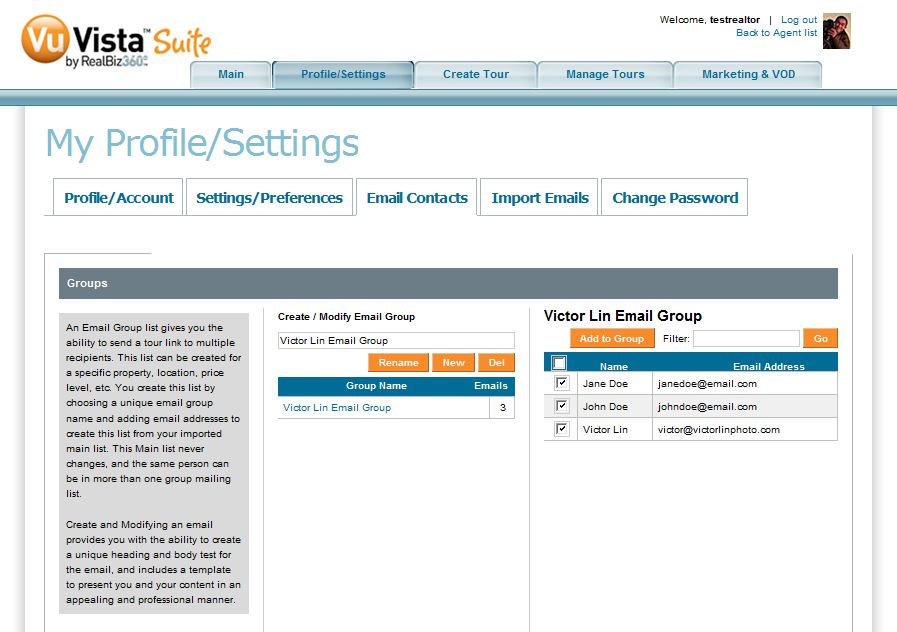 Welcome, testrealtor | Log out
Back to Agent list
Vu Vista™ Suite
by RealBiz360
Main
Profile/Settings
Create Tour
Manage Tours
Marketing & VOD
My Profile/Settings
Profile/Account
Settings/Preferences
Email Contacts
Import Emails
Change Password
Groups
An Email Group list gives you the
ability to send a tour link to multiple
recipients. This list can be created for
a specific property, location, price
level, etc. You create this list by
choosing a unique email group
name and adding email addresses to
create this list from your imported
main list. This Main list never
changes, and the same person can
be in more than one group mailing
list.
Create and Modifying an email
provides you with the ability to create
a unique heading and body test for
the email, and includes a template
to present you and your content in an
appealing and professional manner.
Create / Modify Email Group
Victor Lin Email Group
Rename
New
Del
Group Name Emails
Victor Lin Email Group 3
Victor Lin Email Group
Add to Group
Filter:
Go
Name Email Address
Jane Doe janedoe@email.com
John Doe johndoe@email.com
Victor Lin victor@victorlinphoto.com